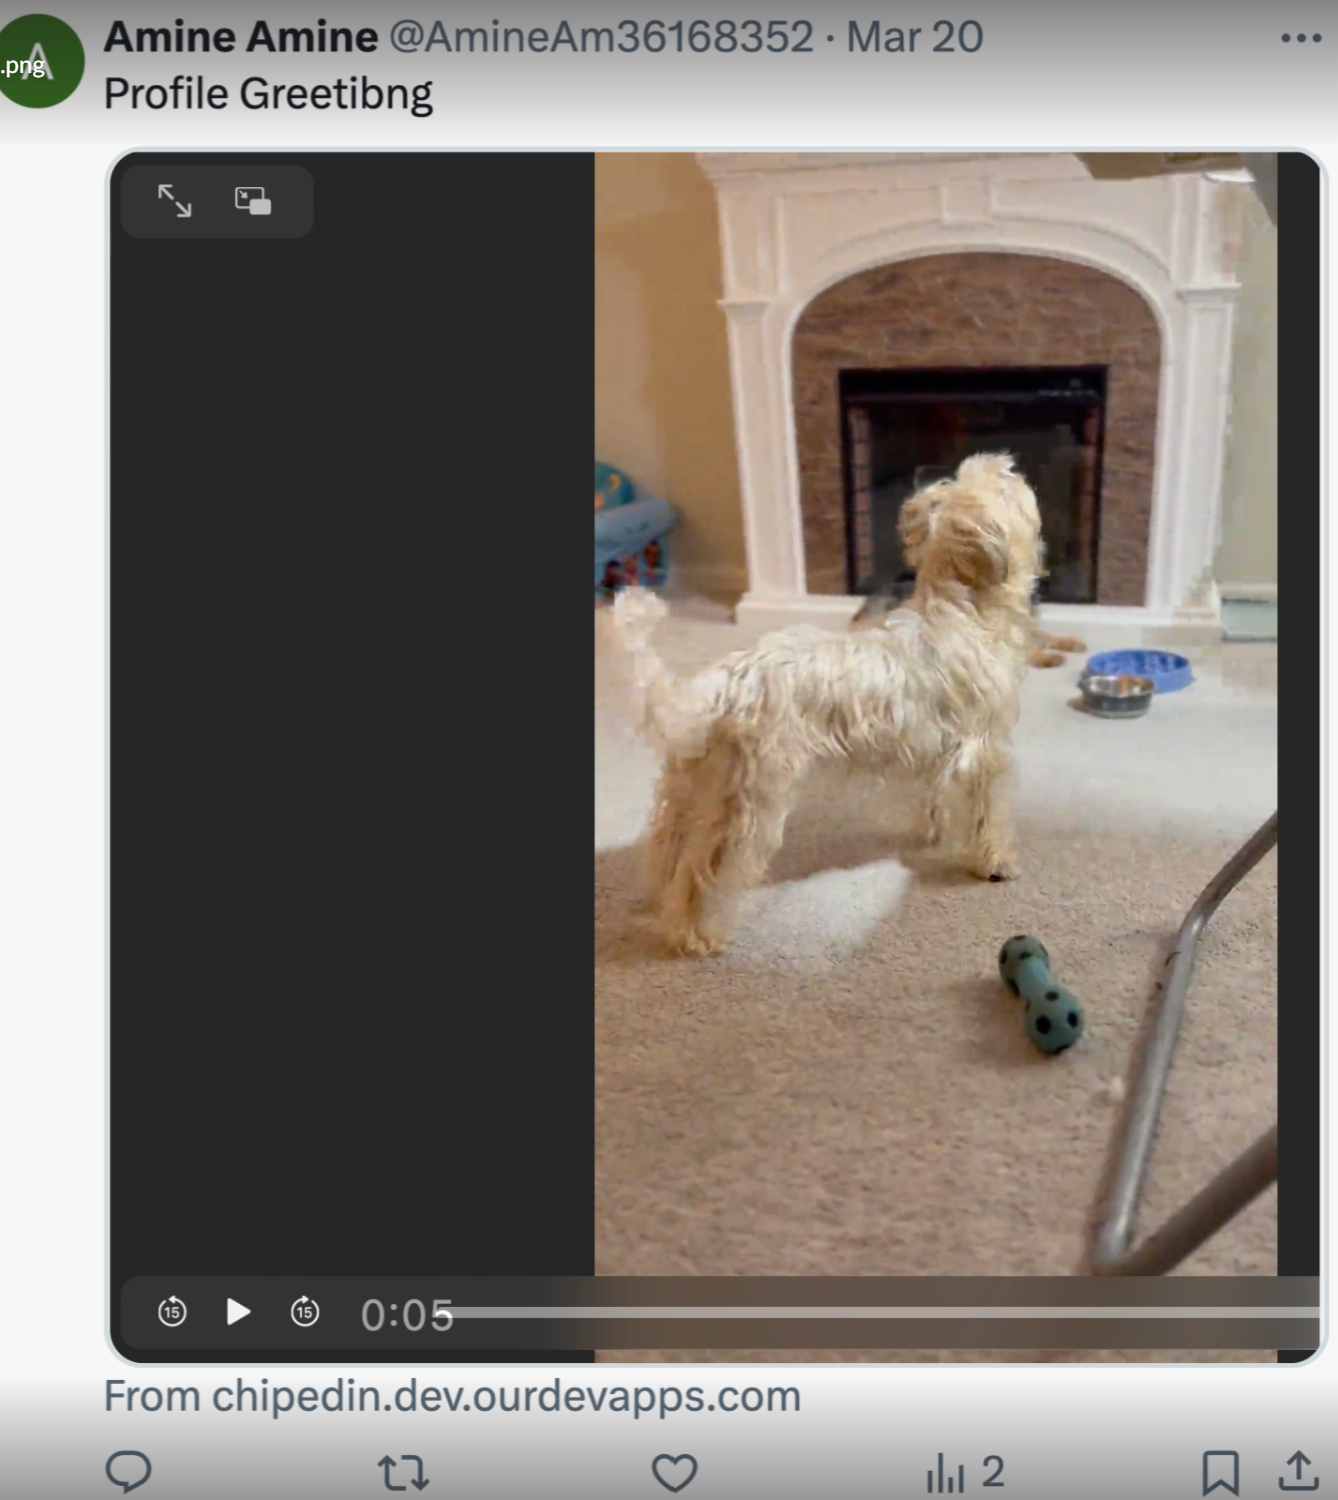 Amine Amine @AmineAm36168352 · Mar 20
A
.png
Profile Greetibng
15
15
0:05
From chipedin.dev.ourdevapps.com
2